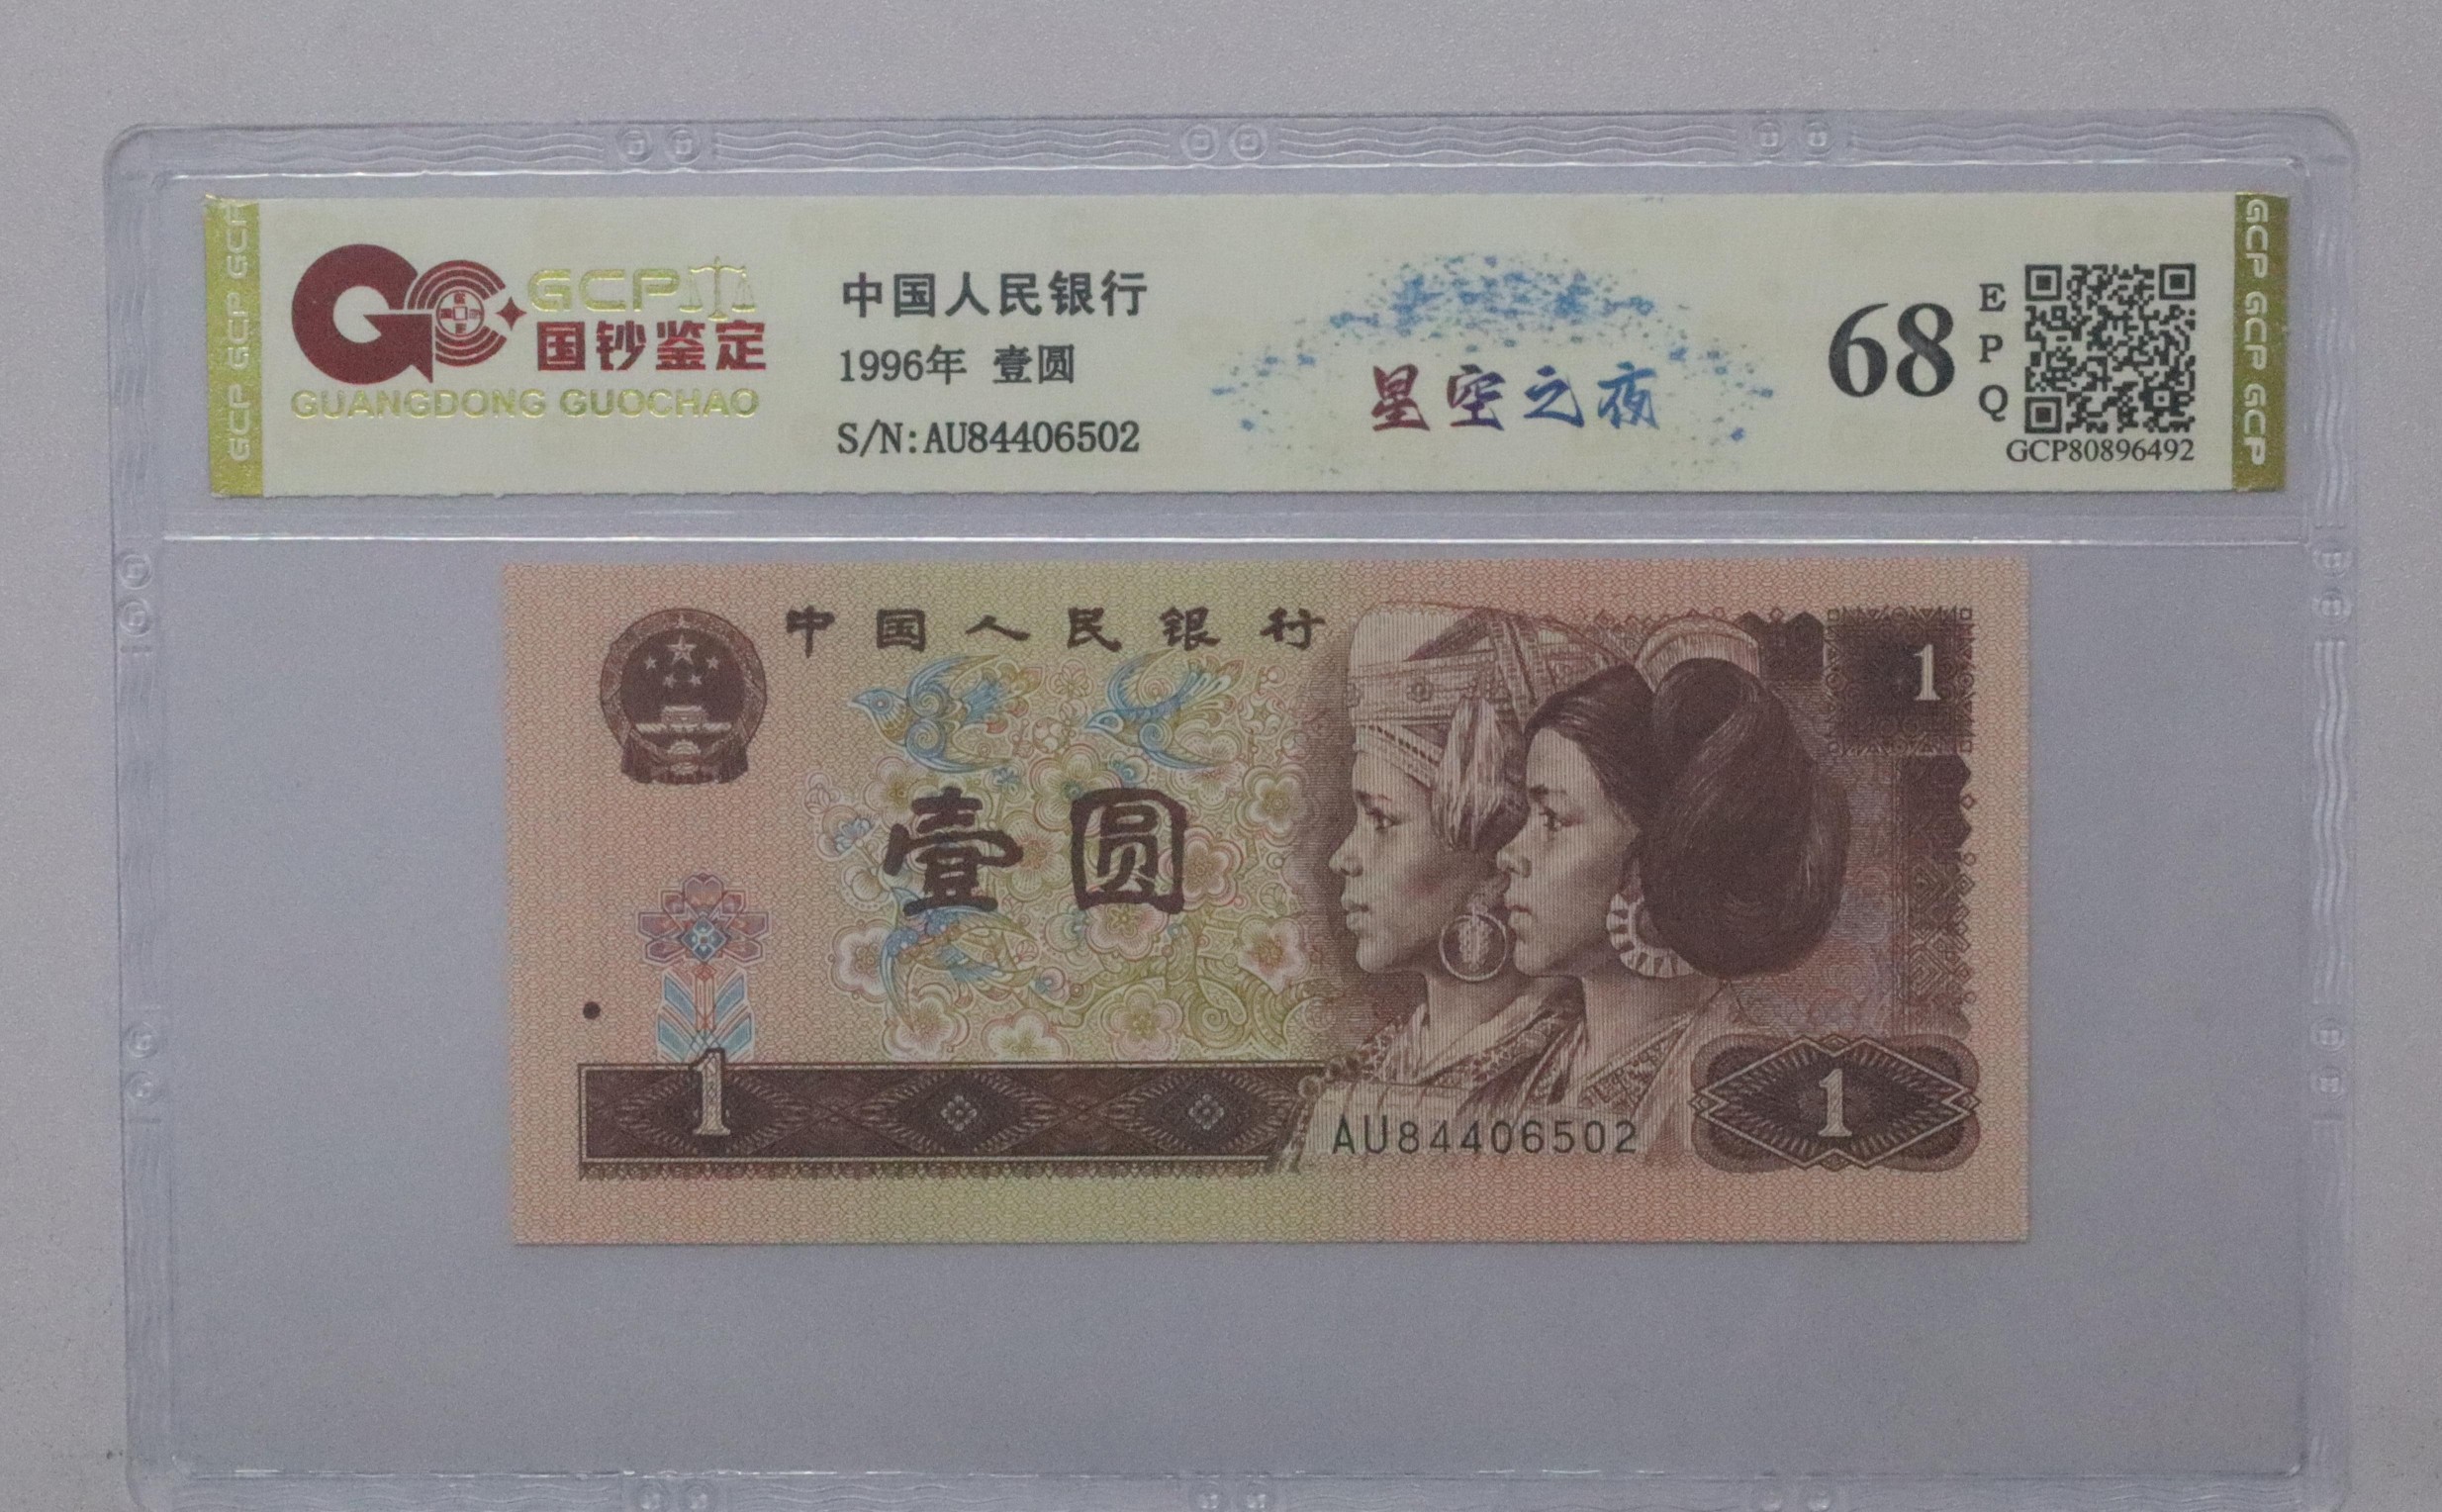 GCP GCP GCP
GCP
国钞鉴定
GUANGDONG GUOCHAO
中国人民银行
1996年 壹圆
S/N:AU84406502
星空之夜
68
EPQ
GCP80896492
GCP GCP GCP GCP
中国人民银行
1
壹圆
1
AU84406502
1